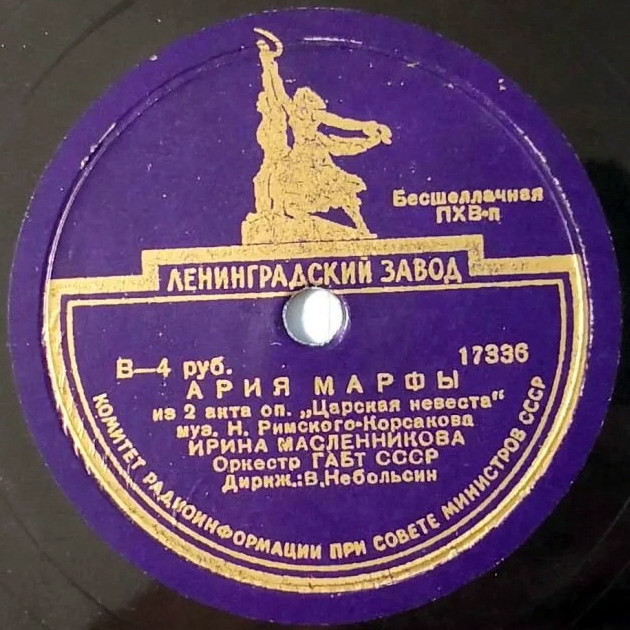 Бесшеллачная
ПХВ-п
ЛЕНИНГРАДСКИЙ ЗАВОД
В—4 руб.
17336
АРИЯ МАРФЫ
из 2 акта оп. „Царская невеста“
муз. Н. Римского-Корсакова
ИРИНА МАСЛЕННИКОВА
Оркестр ГАБТ СССР
Дириж.: В. Небольсин
КОМИТЕТ РАДИОИНФОРМАЦИИ ПРИ СОВЕТЕ МИНИСТРОВ СССР